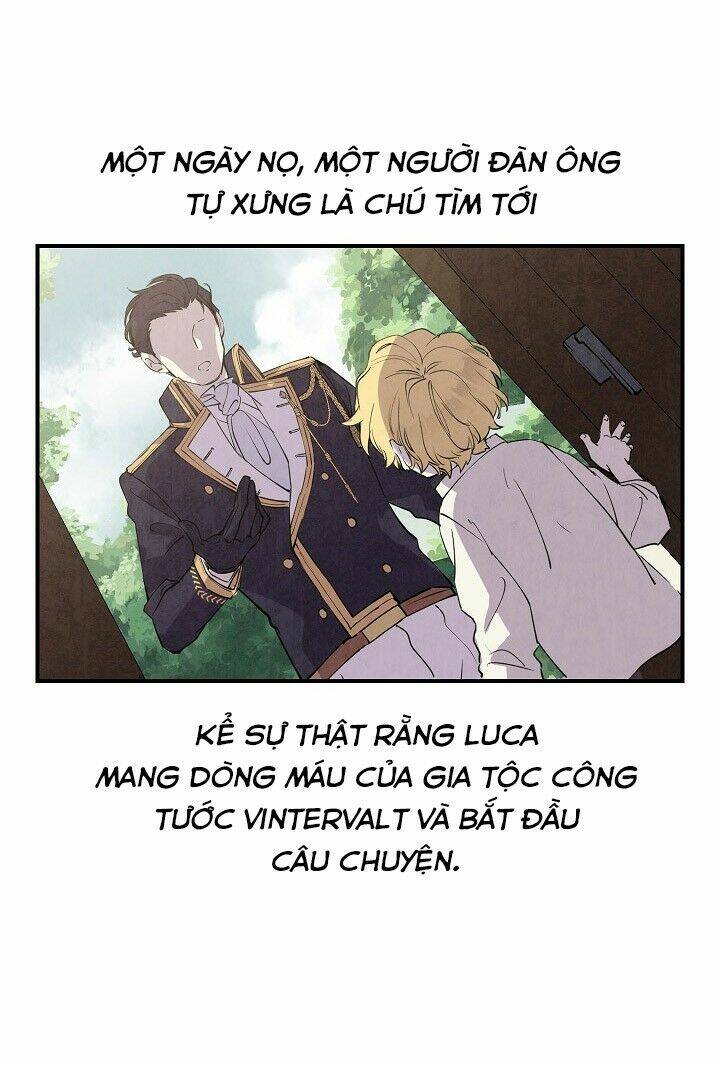 MỘT NGÀY NỌ, MỘT NGƯỜI ĐÀN ÔNG
TỰ XƯNG LÀ CHÚ TÌM TỚI
KỂ SỰ THẬT RẰNG LUCA
MANG DÒNG MÁU CỦA GIA TỘC CÔNG
TƯỚC VINTERVALT VÀ BẮT ĐẦU
CÂU CHUYỆN.